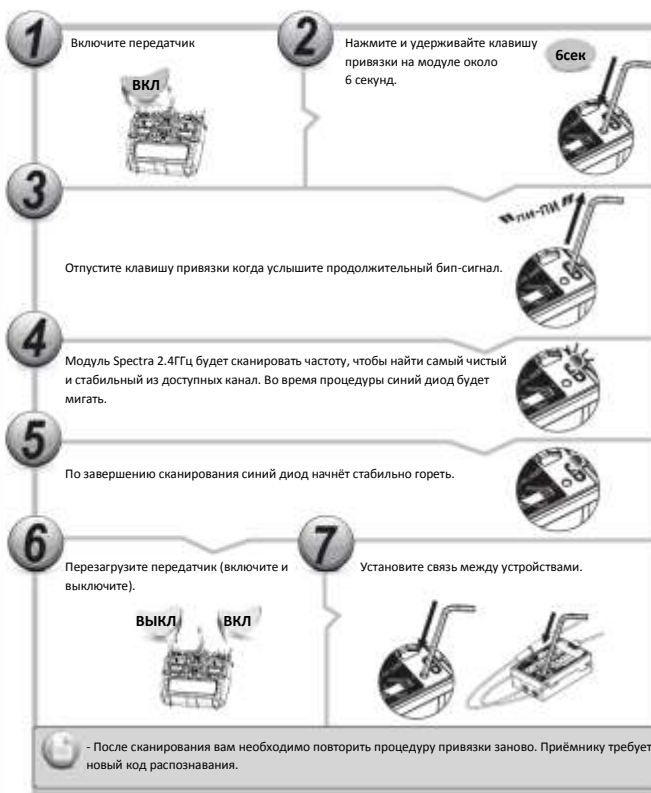 1
Включите передатчик
ВКЛ
2
Нажмите и удерживайте клавишу
привязки на модуле около
6 секунд.
6сек
3
"ПИ-ПИ"
Отпустите клавишу привязки когда услышите продолжительный бип-сигнал.
4
Модуль Spectra 2.4ГГц будет сканировать частоту, чтобы найти самый чистый
и стабильный из доступных канал. Во время процедуры синий диод будет
мигать.
5
По завершению сканирования синий диод начнёт стабильно гореть.
6
Перезагрузите передатчик (включите и
выключите).
ВЫКЛ
ВКЛ
7
Установите связь между устройствами.
- После сканирования вам необходимо повторить процедуру привязки заново. Приёмнику требует
новый код распознавания.